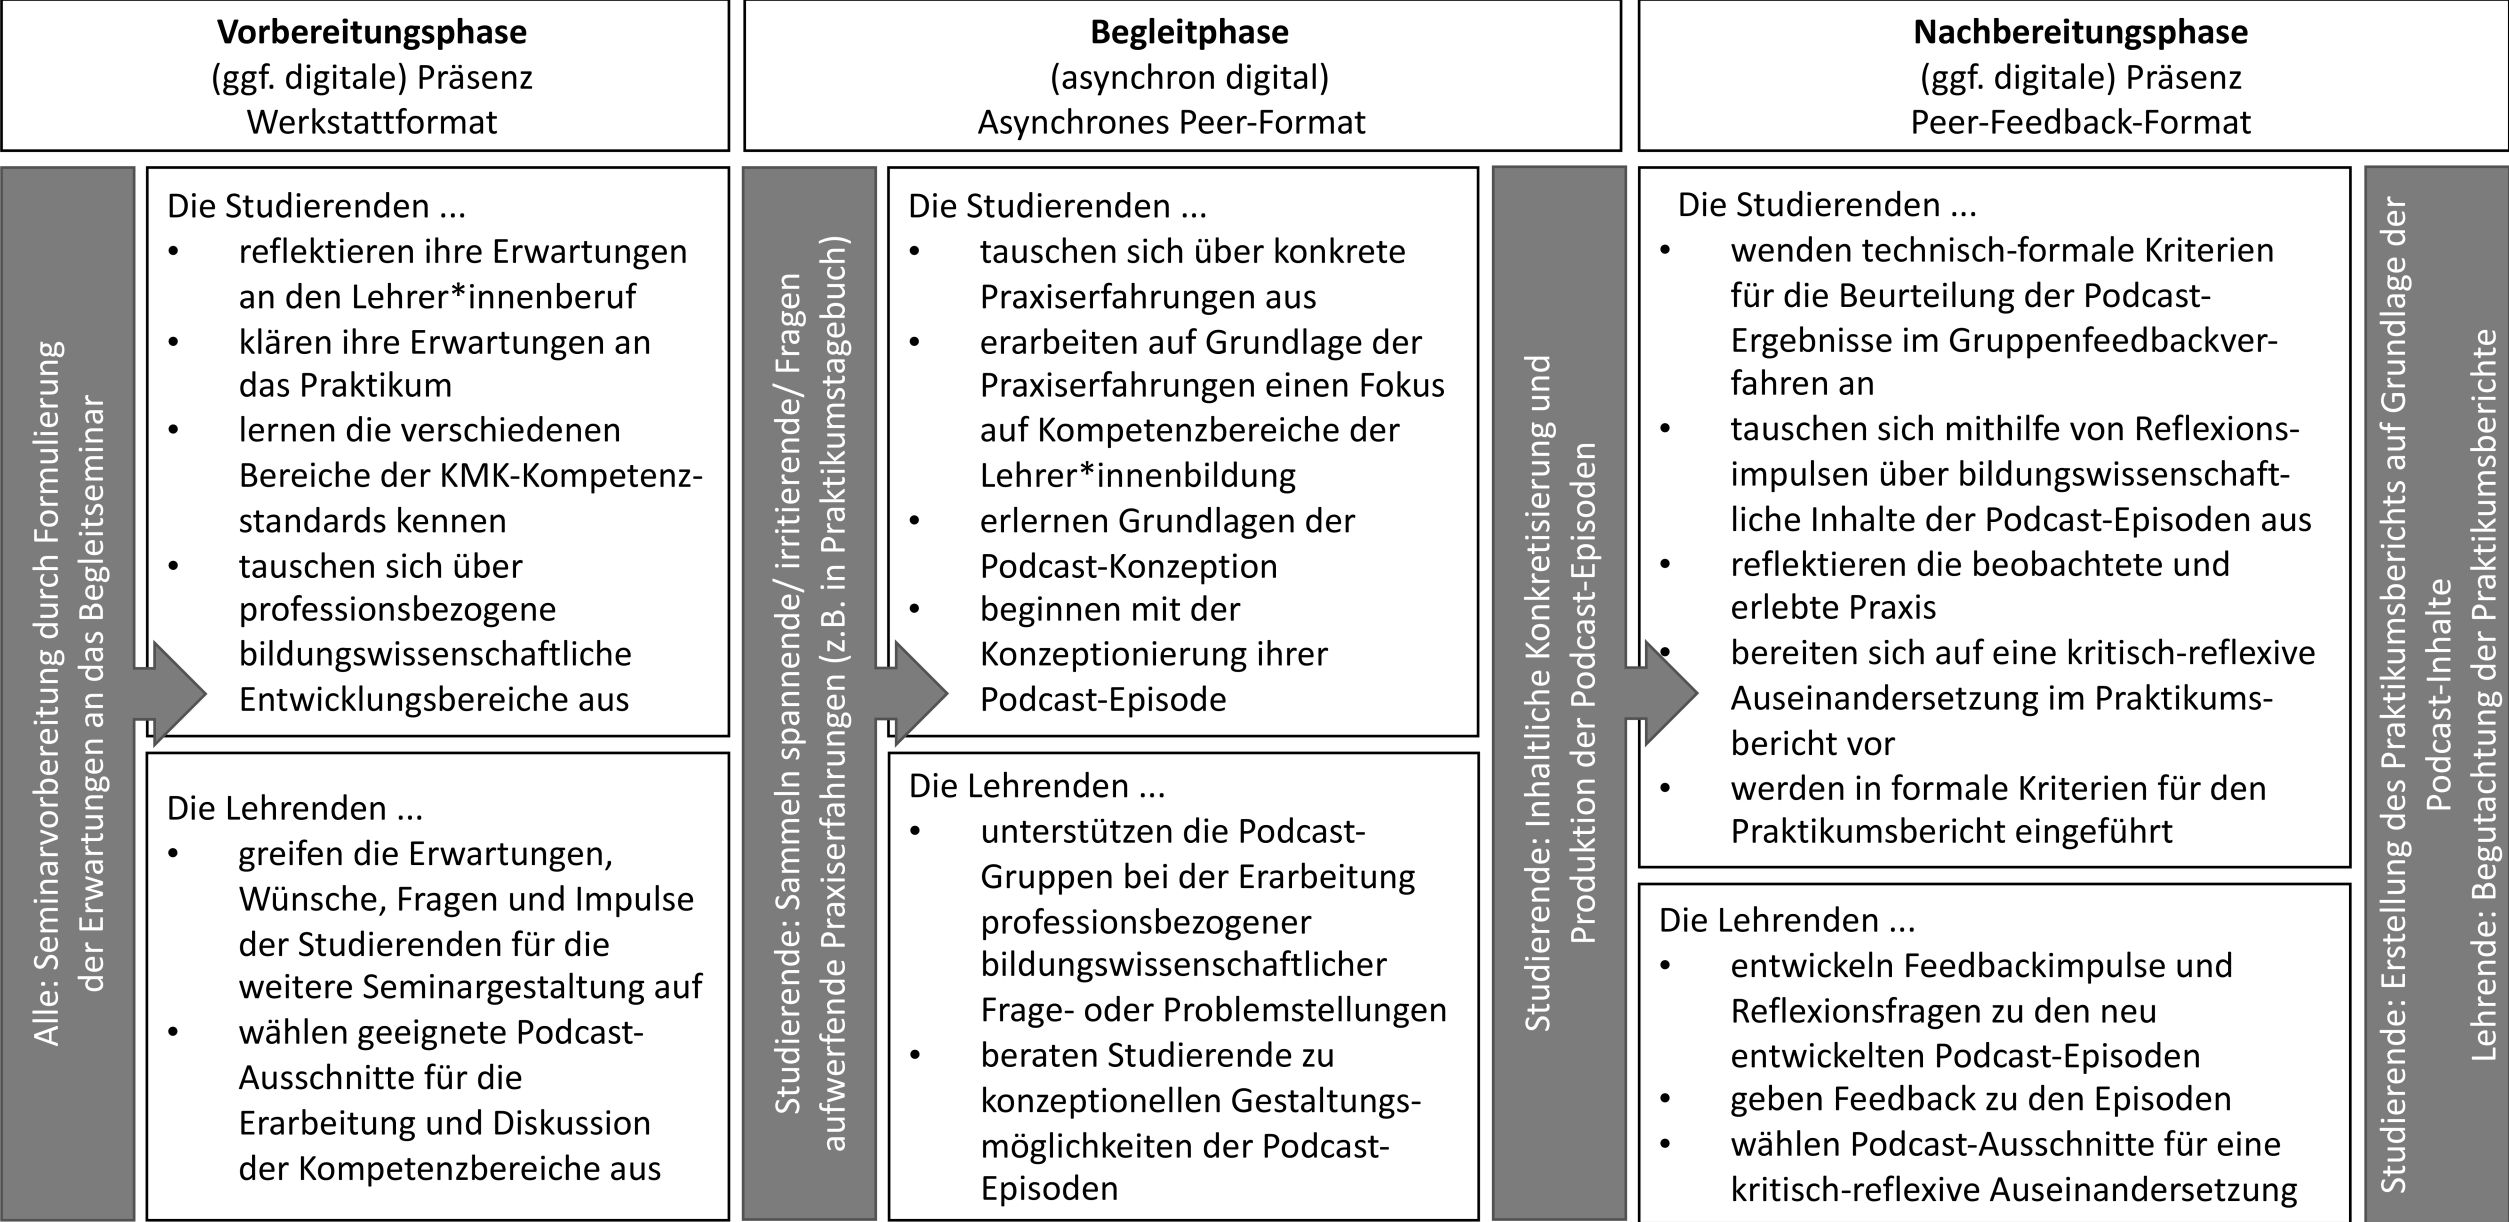 Vorbereitungsphase
(ggf. digitale) Präsenz
Werkstattformat
Begleitphase
(asynchron digital)
Asynchrones Peer-Format
Nachbereitungsphase
(ggf. digitale) Präsenz
Peer-Feedback-Format
Alle: Seminarvorbereitung durch Formulierung
der Erwartungen an das Begleitseminar
Die Studierenden ...
• reflektieren ihre Erwartungen
an den Lehrer*innenberuf
• klären ihre Erwartungen an
das Praktikum
• lernen die verschiedenen
Bereiche der KMK-Kompetenz-
standards kennen
• tauschen sich über
professionsbezogene
bildungswissenschaftliche
Entwicklungsbereiche aus
Die Lehrenden ...
• greifen die Erwartungen,
Wünsche, Fragen und Impulse
der Studierenden für die
weitere Seminargestaltung auf
• wählen geeignete Podcast-
Ausschnitte für die
Erarbeitung und Diskussion
der Kompetenzbereiche aus
Studierende: Sammeln spannende/ irritierende/ Fragen
aufwerfende Praxiserfahrungen (z.B. in Praktikumstagebuch)
Die Studierenden ...
• tauschen sich über konkrete
Praxiserfahrungen aus
• erarbeiten auf Grundlage der
Praxiserfahrungen einen Fokus
auf Kompetenzbereiche der
Lehrer*innenbildung
• erlernen Grundlagen der
Podcast-Konzeption
• beginnen mit der
Konzeptionierung ihrer
Podcast-Episode
Die Lehrenden ...
• unterstützen die Podcast-
Gruppen bei der Erarbeitung
professionsbezogener
bildungswissenschaftlicher
Frage- oder Problemstellungen
• beraten Studierende zu
konzeptionellen Gestaltungs-
möglichkeiten der Podcast-
Episoden
Studierende: Inhaltliche Konkretisierung und
Produktion der Podcast-Episoden
Die Studierenden ...
• wenden technisch-formale Kriterien
für die Beurteilung der Podcast-
Ergebnisse im Gruppenfeedbackver-
fahren an
• tauschen sich mithilfe von Reflexions-
impulsen über bildungswissenschaft-
liche Inhalte der Podcast-Episoden aus
• reflektieren die beobachtete und
erlebte Praxis
• bereiten sich auf eine kritisch-reflexive
Auseinandersetzung im Praktikums-
bericht vor
• werden in formale Kriterien für den
Praktikumsbericht eingeführt
Die Lehrenden ...
• entwickeln Feedbackimpulse und
Reflexionsfragen zu den neu
entwickelten Podcast-Episoden
• geben Feedback zu den Episoden
• wählen Podcast-Ausschnitte für eine
kritisch-reflexive Auseinandersetzung
Studierende: Erstellung des Praktikumsberichts auf Grundlage der
Podcast-Inhalte
Lehrende: Begutachtung der Praktikumsberichte